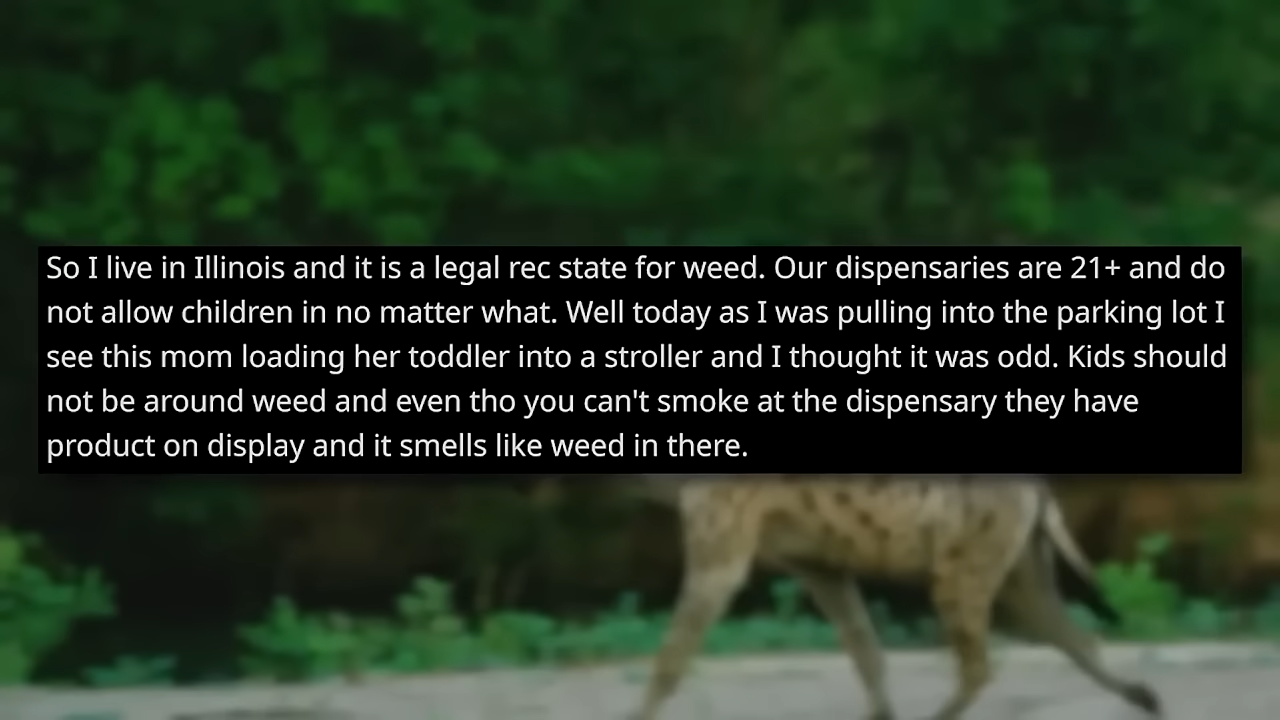 So I live in Illinois and it is a legal rec state for weed. Our dispensaries are 21+ and do
not allow children in no matter what. Well today as I was pulling into the parking lot I
see this mom loading her toddler into a stroller and I thought it was odd. Kids should
not be around weed and even tho you can't smoke at the dispensary they have
product on display and it smells like weed in there.